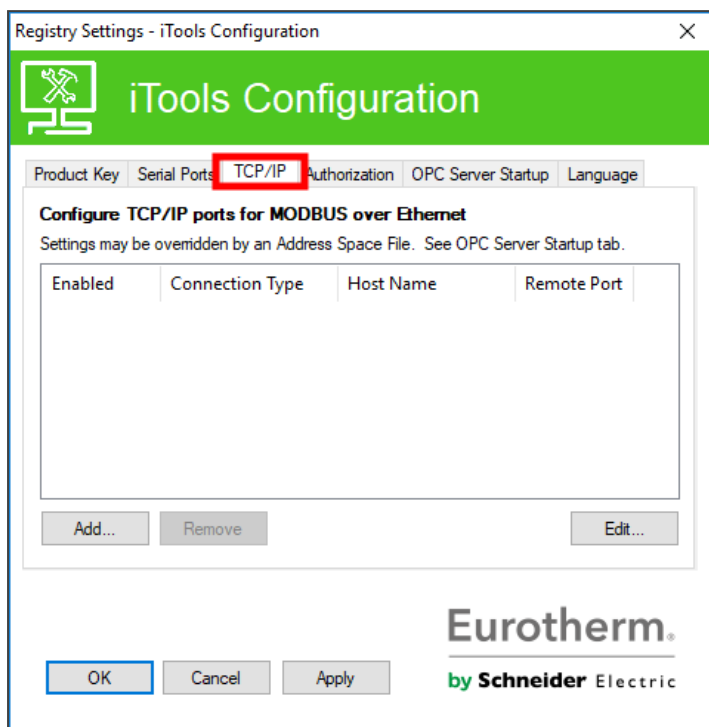 Registry Settings - iTools Configuration
iTools Configuration
Product Key Serial Ports TCP/IP Authorization OPC Server Startup Language
Configure TCP/IP ports for MODBUS over Ethernet
Settings may be overridden by an Address Space File. See OPC Server Startup tab.
Enabled Connection Type Host Name Remote Port
Add... Remove Edit...
Eurotherm®
by Schneider Electric
OK Cancel Apply